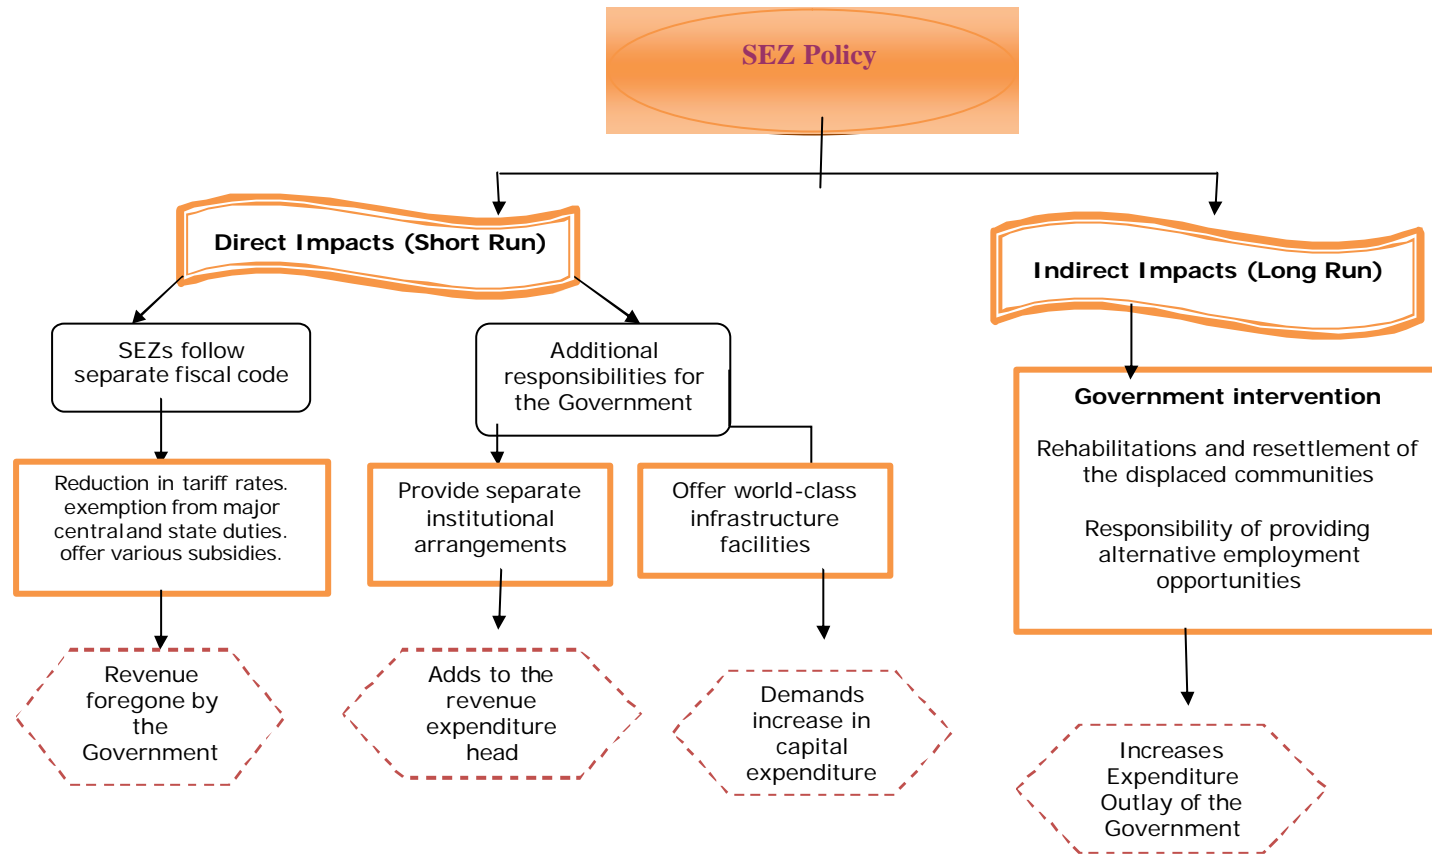 SEZ Policy
Direct Impacts (Short Run)
Indirect Impacts (Long Run)
SEZs follow
separate fiscal code
Additional
responsibilities for
the Government
Government intervention
Rehabilitations and resettlement of
the displaced communities
Responsibility of providing
alternative employment
opportunities
Reduction in tariff rates.
exemption from major
central and state duties.
offer various subsidies.
Provide separate
institutional
arrangements
Offer world-class
infrastructure
facilities
Revenue
foregone by
the
Government
Adds to the
revenue
expenditure
head
Demands
increase in
capital
expenditure
Increases
Expenditure
Outlay of the
Government